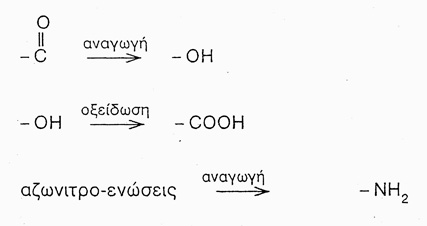 O
– C αναγωγή – OH
– OH οξείδωση – COOH
αζωνιτρο-ενώσεις αναγωγή – NH2